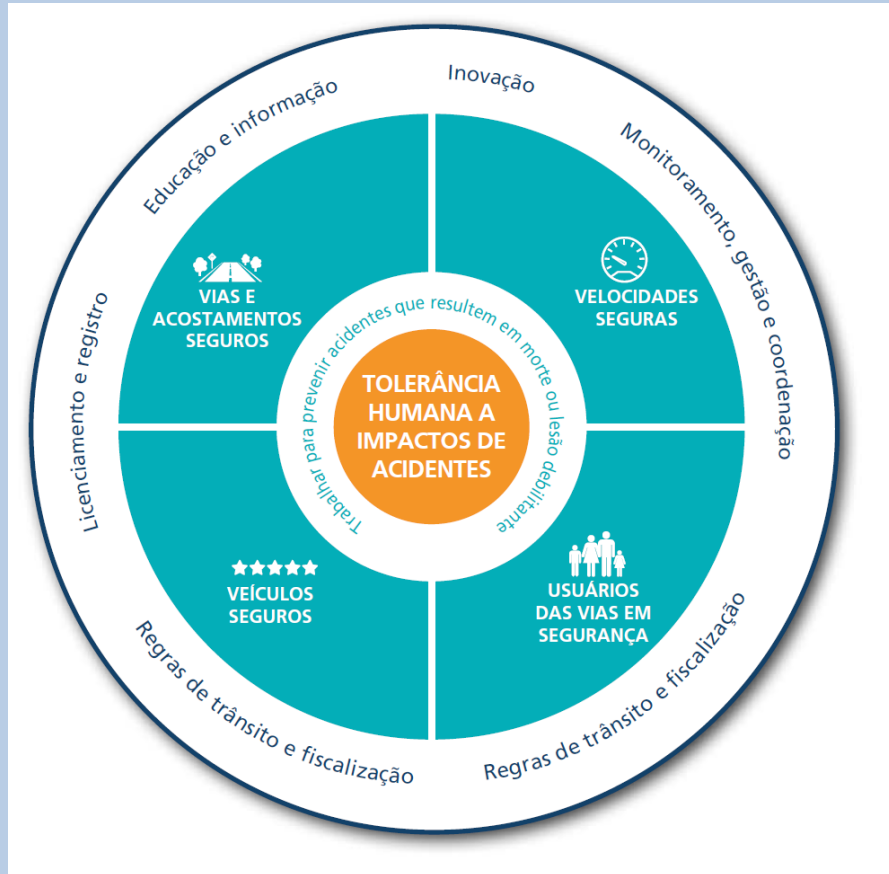 Inovação
Educação e informação
Monitoramento, gestão e coordenação
Licenciamento e registro
VIAS E
ACOSTAMENTOS
SEGUROS
VELOCIDADES
SEGURAS
Trabalhar para prevenir acidentes que resultem em morte ou lesão debilitante
TOLERÂNCIA
HUMANA A
IMPACTOS DE
ACIDENTES
VEÍCULOS
SEGUROS
USUÁRIOS
DAS VIAS EM
SEGURANÇA
Regras de trânsito e fiscalização
Regras de trânsito e fiscalização